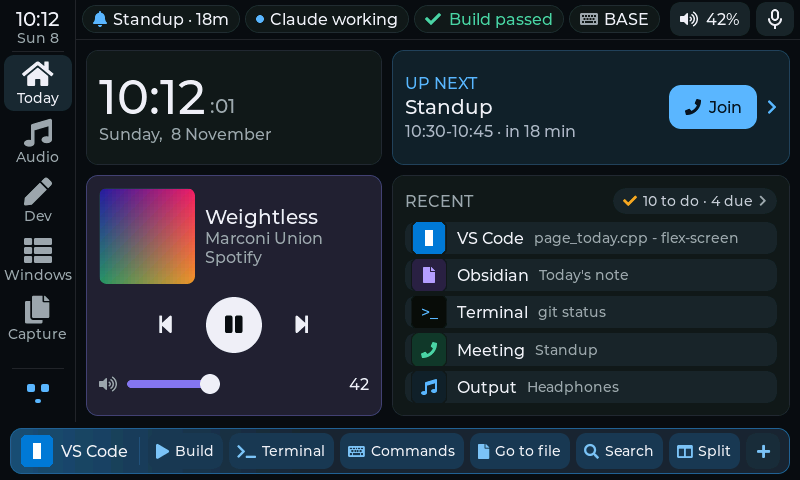 10:12
Sun 8
Today
Audio
Dev
Windows
Capture
Standup · 18m
Claude working
Build passed
BASE
42%
10:12 :01
Sunday, 8 November
UP NEXT
Standup
10:30-10:45 · in 18 min
Join
Weightless
Marconi Union
Spotify
42
RECENT
10 to do · 4 due
VS Code page_today.cpp - flex-screen
Obsidian Today's note
>_ Terminal git status
Meeting Standup
Output Headphones
VS Code
Build
Terminal
Commands
Go to file
Search
Split